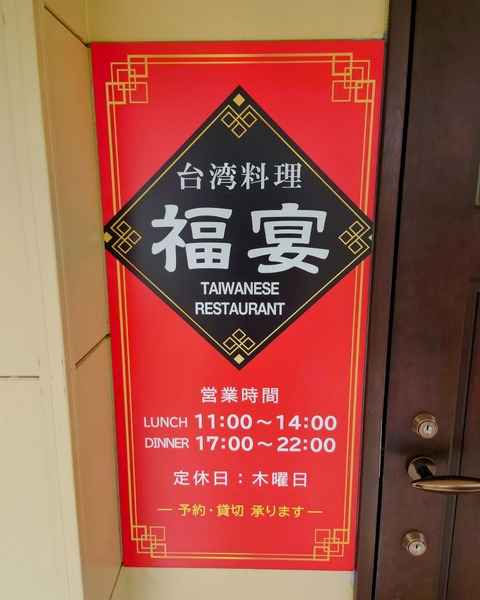 台湾料理
福宴
TAIWANESE
RESTAURANT
営業時間
LUNCH 11:00～14:00
DINNER 17:00～22:00
定休日：木曜日
― 予約・貸切 承ります ―